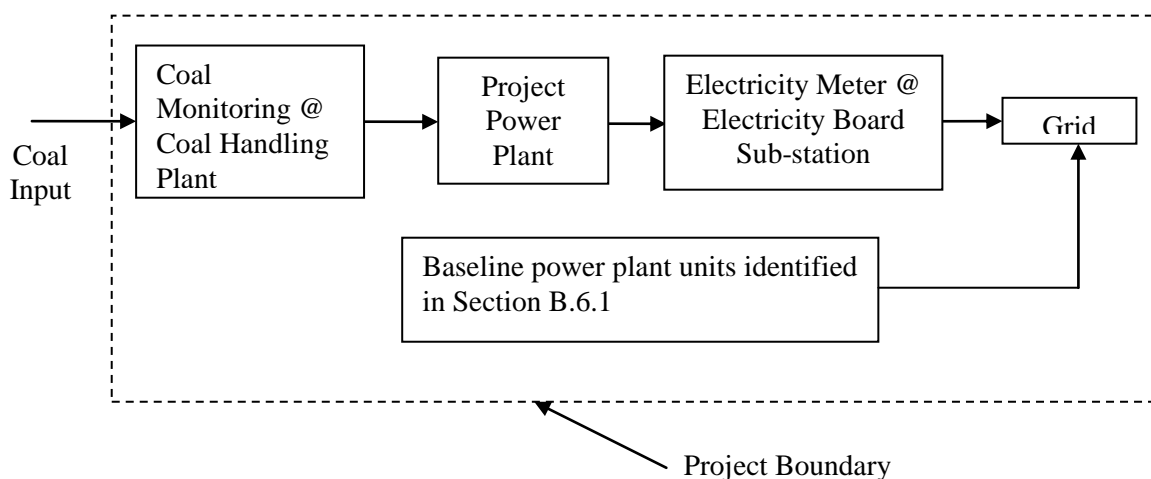 Coal
Input
Coal
Monitoring @
Coal Handling
Plant
Project
Power
Plant
Electricity Meter @
Electricity Board
Sub-station
Grid
Baseline power plant units identified
in Section B.6.1
Project Boundary